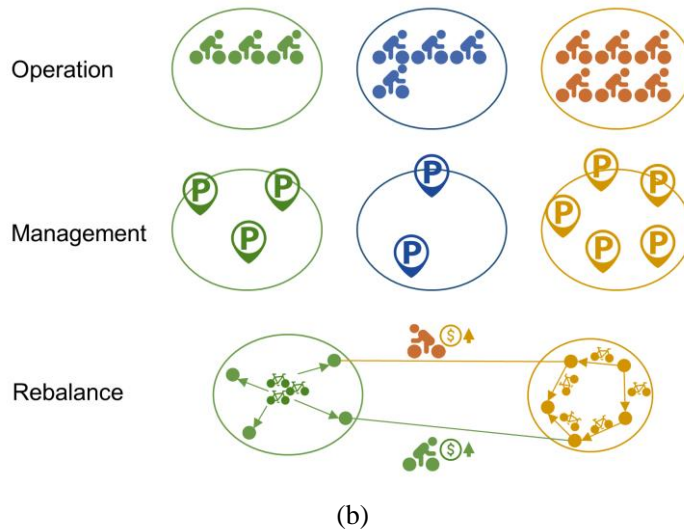 Operation
Management
P P P P P P P P P P
Rebalance
$
$
(b)